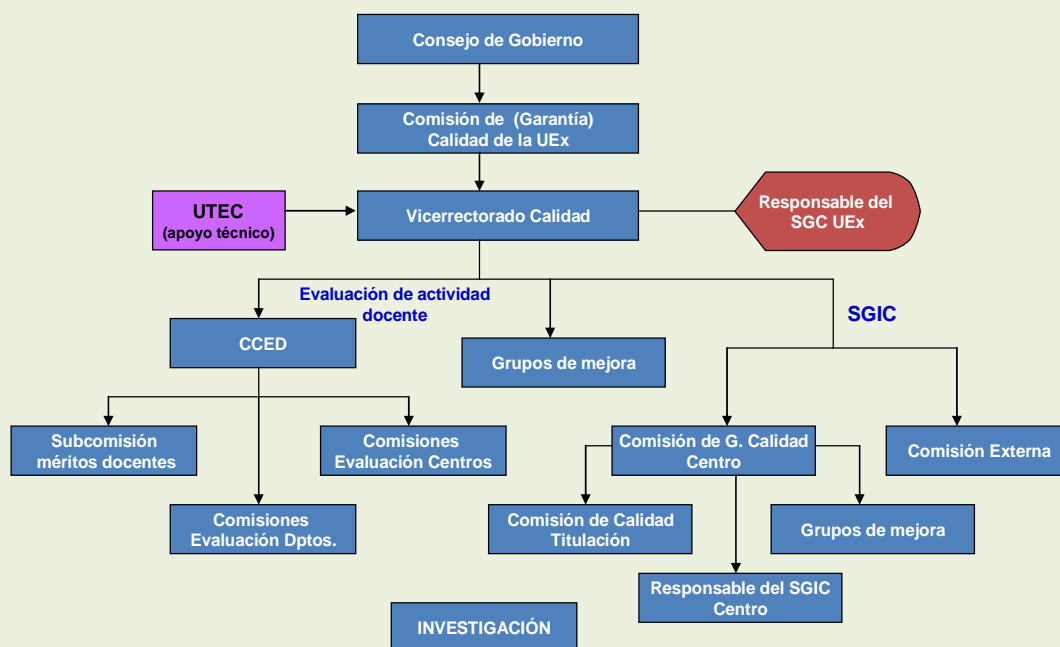 Consejo de Gobierno
Comisión de (Garantía)
Calidad de la UEx
UTEC
(apoyo técnico)
Vicerrectorado Calidad
Responsable del
SGC UEx
Evaluación de actividad
docente
SGIC
CCED
Grupos de mejora
Subcomisión
méritos docentes
Comisiones
Evaluación Centros
Comisión de G. Calidad
Centro
Comisión Externa
Comisiones
Evaluación Dptos.
Comisión de Calidad
Titulación
Grupos de mejora
Responsable del SGIC
Centro
INVESTIGACIÓN